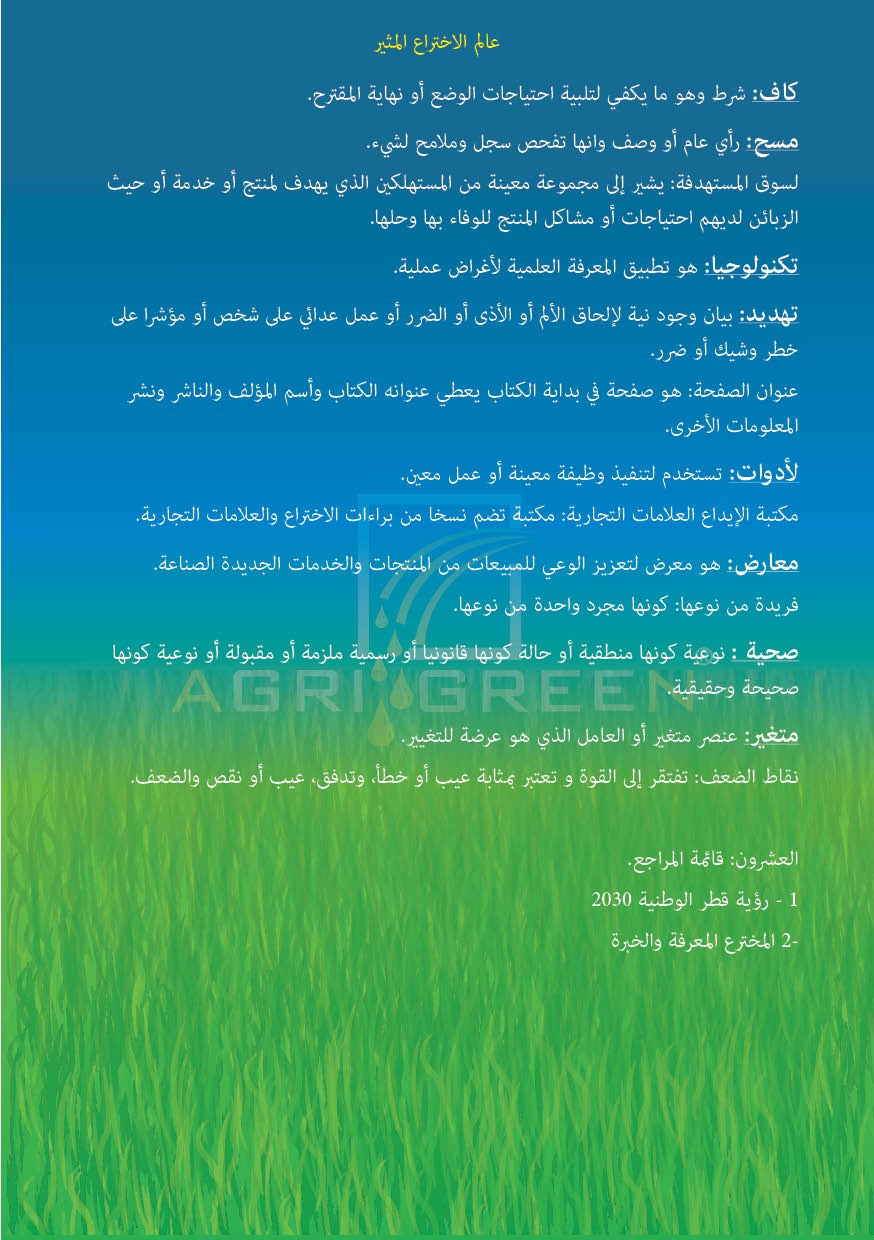 عالم الاختراع المثير
كاف: شرط وهو ما يكفي لتلبية احتياجات الوضع أو نهاية المقترح.
مسح: رأي عام أو وصف وانها تفحص سجل وملامح لشيء.
لسوق المستهدفة: يشير إلى مجموعة معينة من المستهلكين الذي يهدف لمنتج أو خدمة أو حيث
الزبائن لديهم احتياجات أو مشاكل المنتج للوفاء بها وحلها.
تكنولوجيا: هو تطبيق المعرفة العلمية لأغراض عملية.
تهديد: بيان وجود نية لإلحاق الألم أو الأذى أو الضرر أو عمل عدائي على شخص أو مؤشرا على
خطر وشيك أو ضرر.
عنوان الصفحة: هو صفحة في بداية الكتاب يعطي عنوانه الكتاب وأسم المؤلف والناشر ونشر
المعلومات الأخرى.
لأدوات: تستخدم لتنفيذ وظيفة معينة أو عمل معين.
مكتبة الإيداع العلامات التجارية: مكتبة تضم نسخا من براءات الاختراع والعلامات التجارية.
معارض: هو معرض لتعزيز الوعي للمبيعات من المنتجات والخدمات الجديدة الصناعة.
فريدة من نوعها: كونها مجرد واحدة من نوعها.
صحية : نوعية كونها منطقية أو حالة كونها قانونيا أو رسمية ملزمة أو مقبولة أو نوعية كونها
صحيحة وحقيقية.
AGRI GREEN ®
متغير: عنصر متغير أو العامل الذي هو عرضة للتغيير.
نقاط الضعف: تفتقر إلى القوة و تعتبر بمثابة عيب أو خطأ، وتدفق، عيب أو نقص والضعف.
العشرون: قائمة المراجع.
1 - رؤية قطر الوطنية 2030
-2 المخترع المعرفة والخبرة